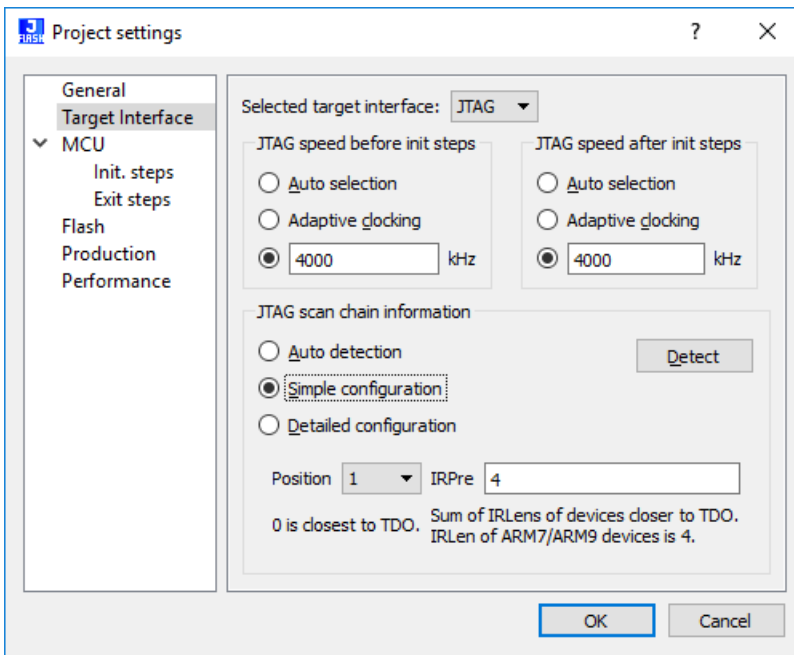 J
FLASH
Project settings
?
General
Target Interface
MCU
Init. steps
Exit steps
Flash
Production
Performance
Selected target interface: JTAG
JTAG speed before init steps
Auto selection
Adaptive clocking
4000 kHz
JTAG speed after init steps
Auto selection
Adaptive clocking
4000 kHz
JTAG scan chain information
Auto detection
Detect
Simple configuration
Detailed configuration
Position 1 IRPre 4
0 is closest to TDO.
Sum of IRLens of devices closer to TDO.
IRLen of ARM7/ARM9 devices is 4.
OK Cancel